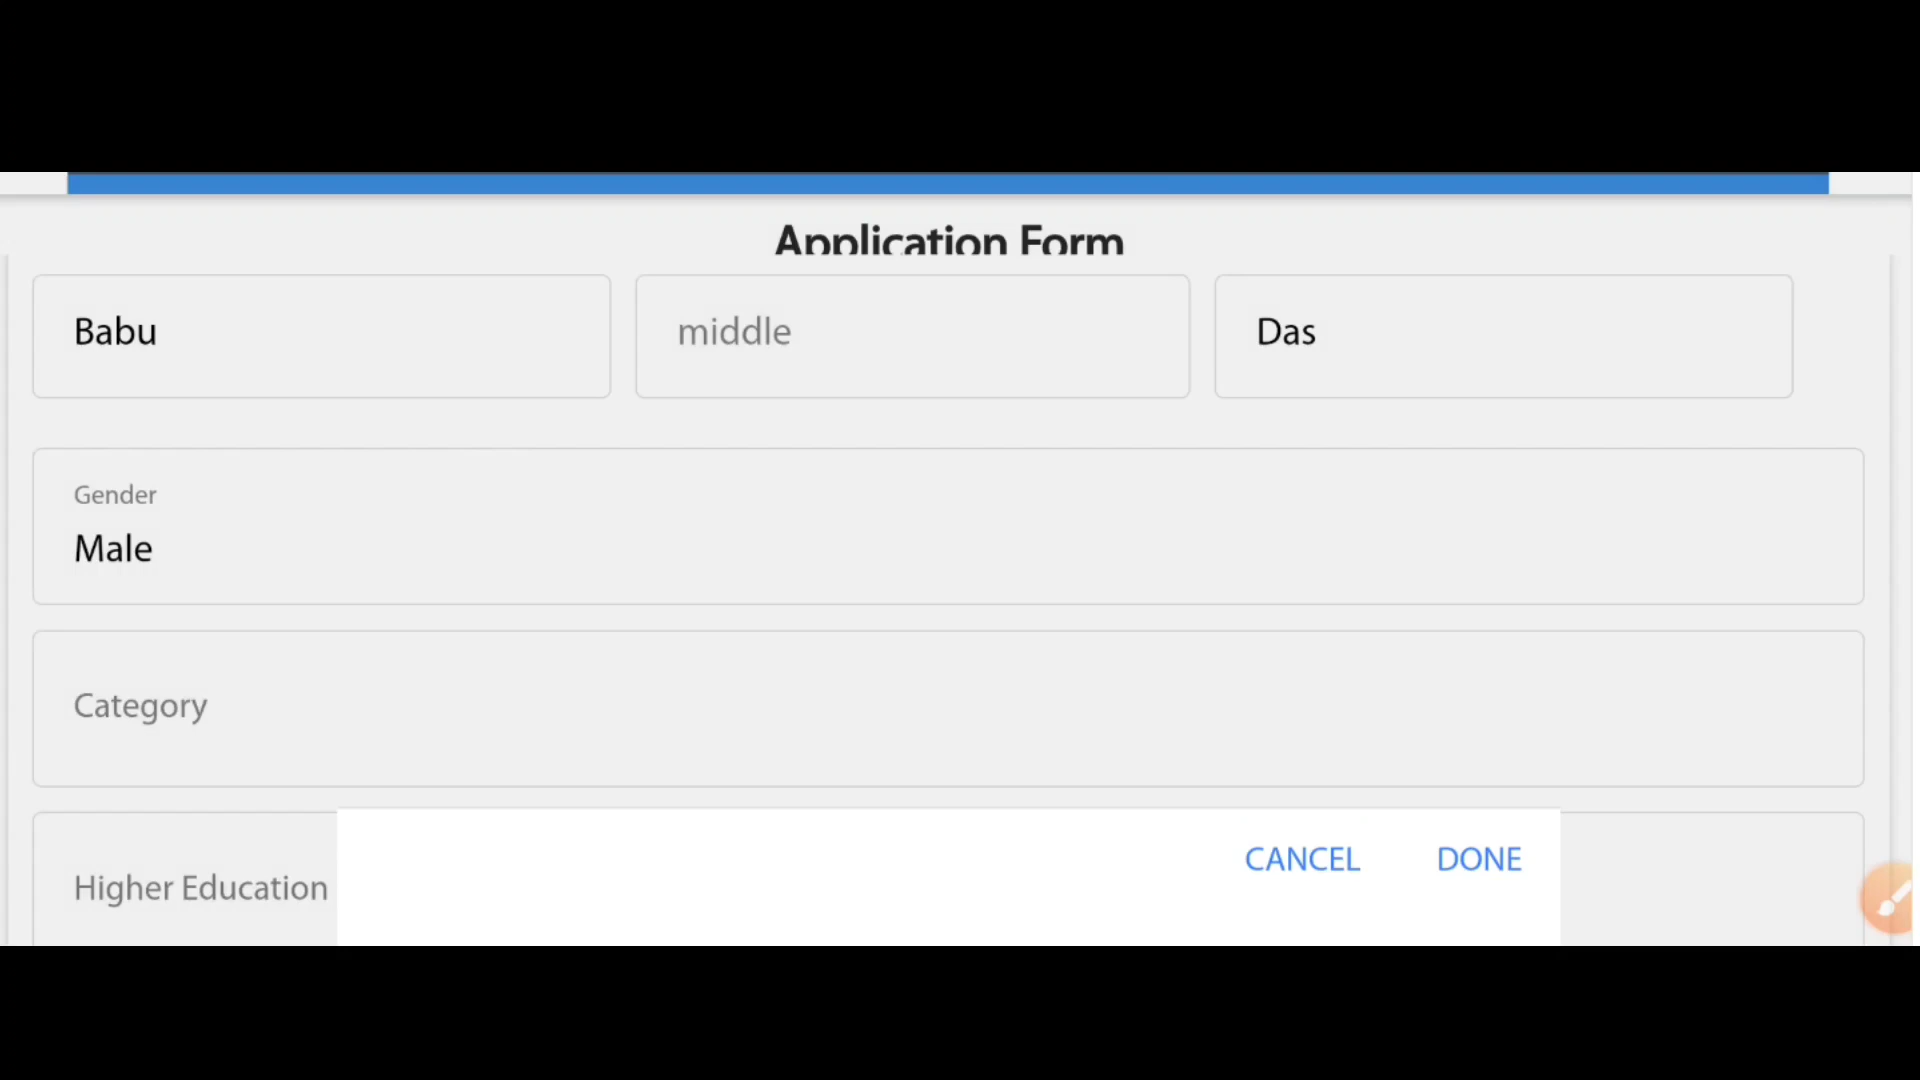 Application Form
Babu middle Das
Gender
Male
Category
Higher Education
CANCEL DONE